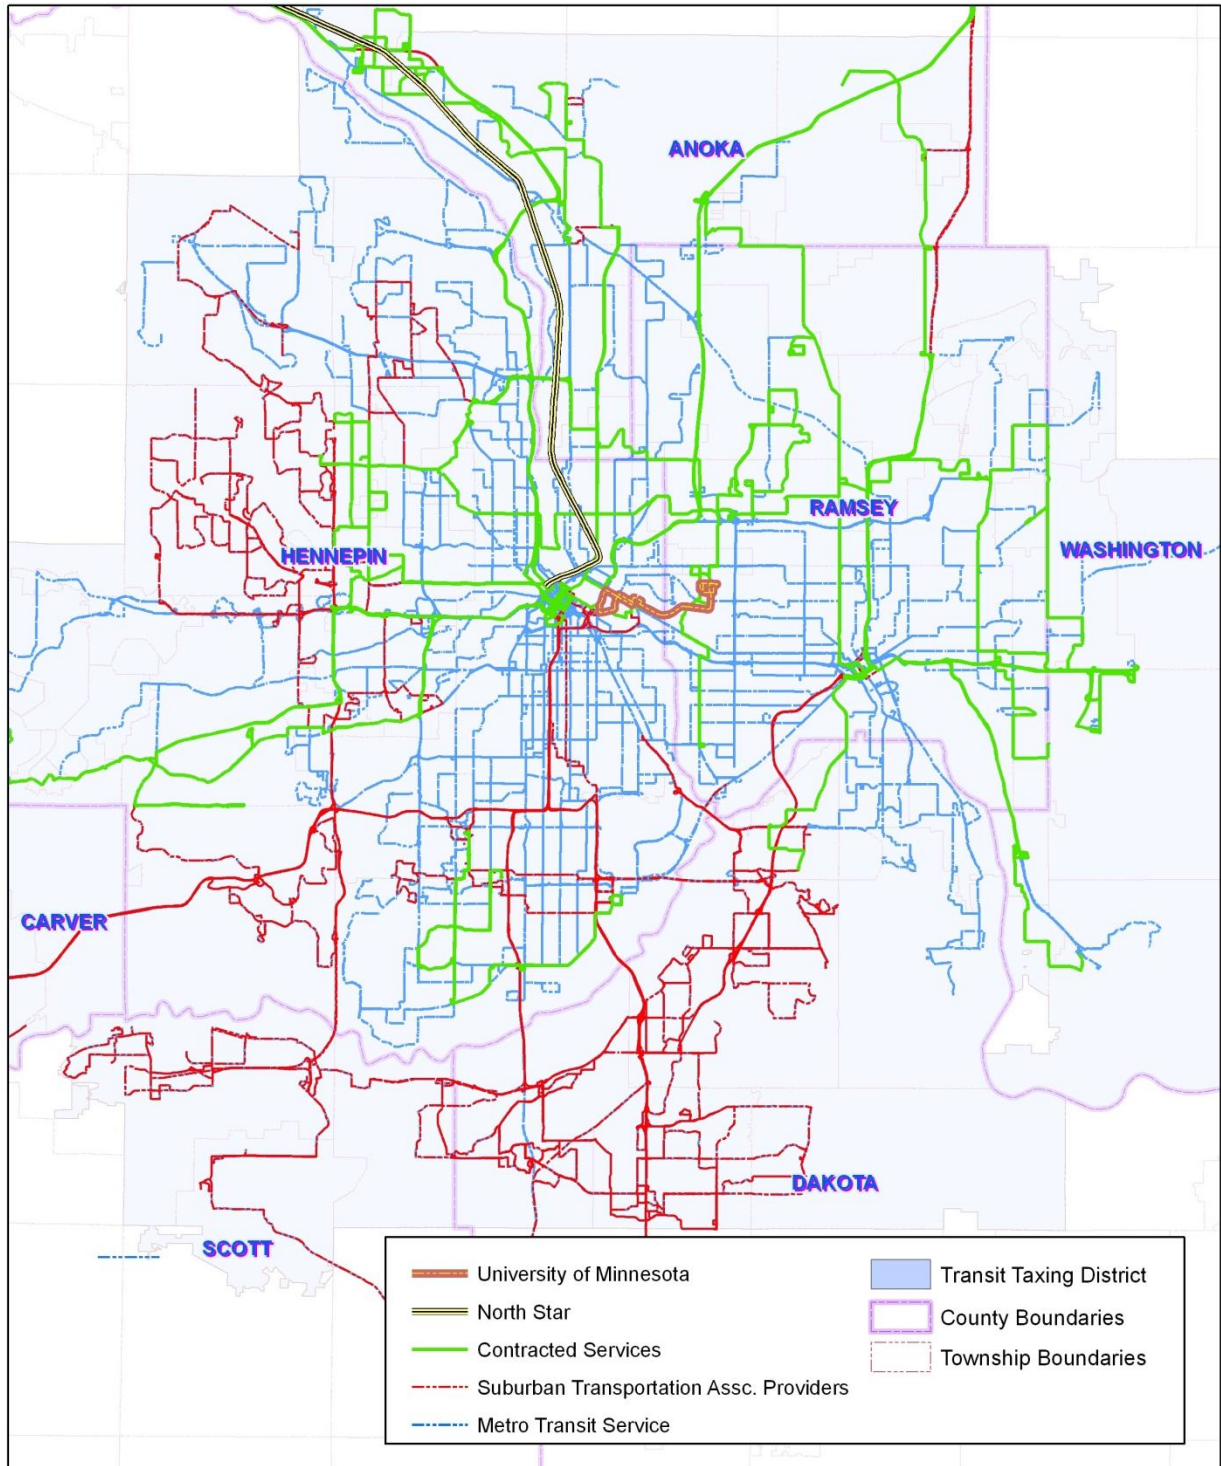 ANOKA
RAMSEY
HENNEPIN
WASHINGTON
CARVER
DAKOTA
SCOTT
University of Minnesota
North Star
Contracted Services
Suburban Transportation Assc. Providers
Metro Transit Service
Transit Taxing District
County Boundaries
Township Boundaries